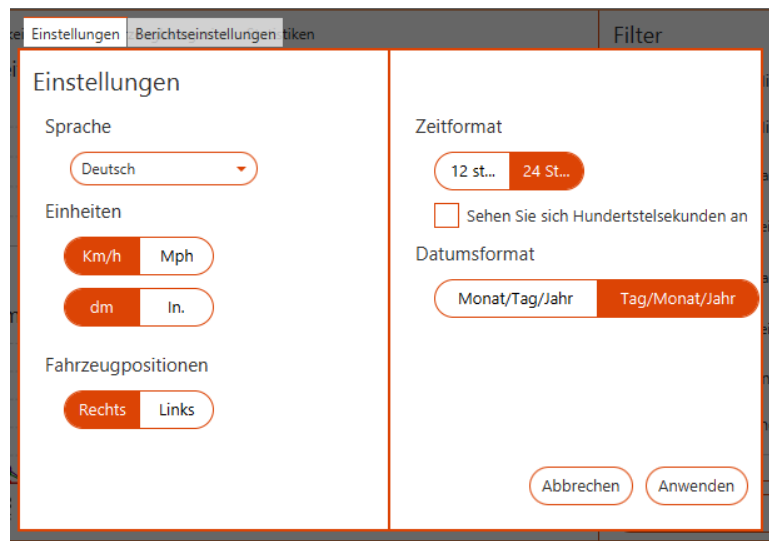 Einstellungen
Berichtseinstellungen
tiken
Filter
Einstellungen
Sprache
Deutsch
Einheiten
Km/h
Mph
dm
In.
Fahrzeugpositionen
Rechts
Links
Zeitformat
12 st...
24 St...
Sehen Sie sich Hundertstelsekunden an
Datumsformat
Monat/Tag/Jahr
Tag/Monat/Jahr
Abbrechen
Anwenden